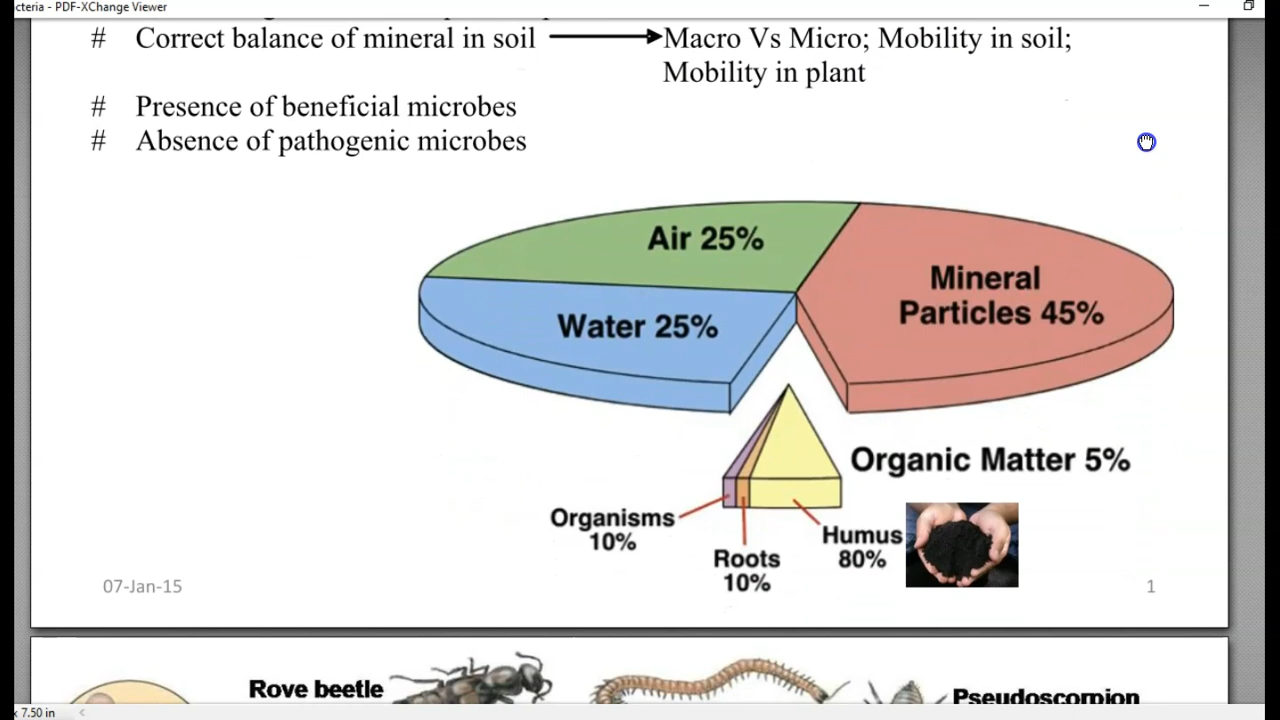 cteria - PDF-XChange Viewer
# Correct balance of mineral in soil Macro Vs Micro; Mobility in soil;
Mobility in plant
# Presence of beneficial microbes
# Absence of pathogenic microbes
Air 25%
Mineral
Particles 45%
Water 25%
Organic Matter 5%
Organisms
10%
Roots
10%
Humus
80%
07-Jan-15
1
Rove beetle
Pseudoscorpion
x 7.50 in